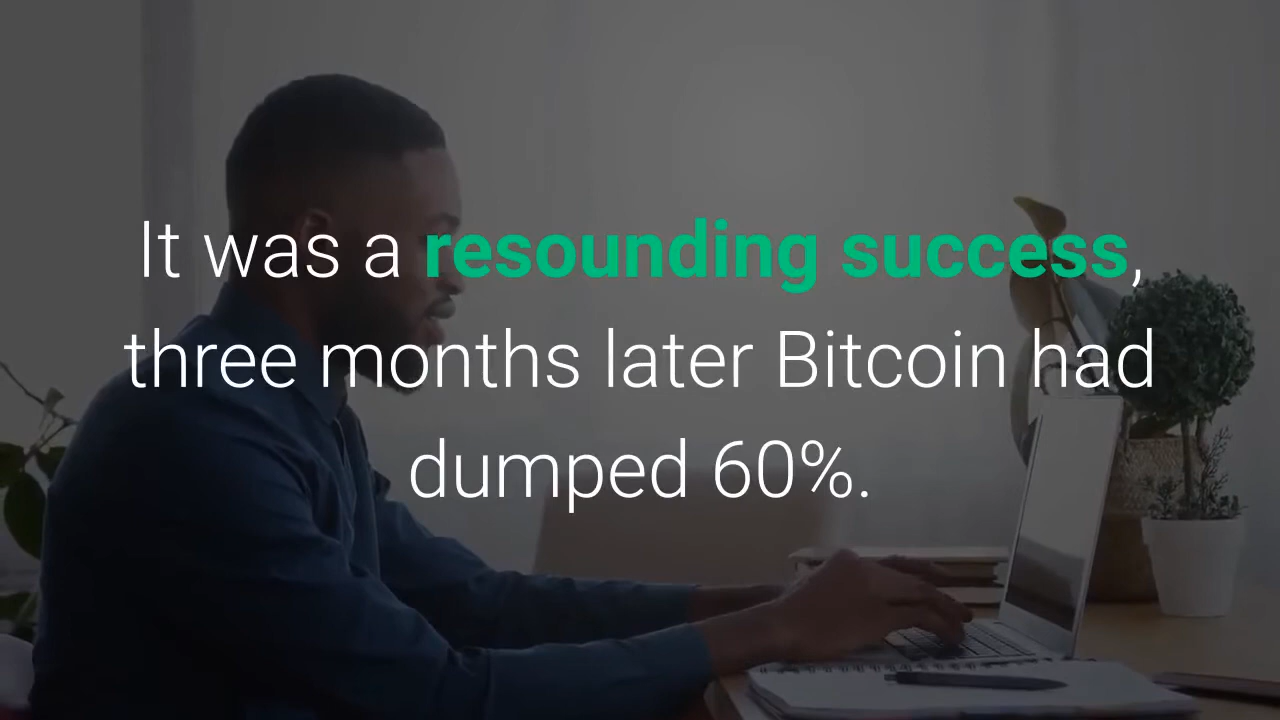 It was a resounding success,
three months later Bitcoin had
dumped 60%.